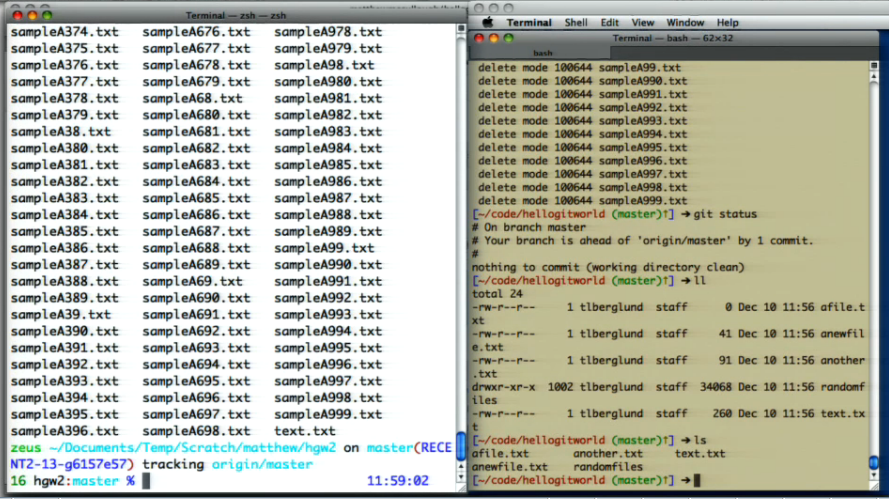 Terminal — zsh — zsh
sampleA374.txt sampleA676.txt sampleA978.txt
sampleA375.txt sampleA677.txt sampleA979.txt
sampleA376.txt sampleA678.txt sampleA98.txt
sampleA377.txt sampleA679.txt sampleA980.txt
sampleA378.txt sampleA68.txt sampleA981.txt
sampleA379.txt sampleA680.txt sampleA982.txt
sampleA38.txt sampleA681.txt sampleA983.txt
sampleA380.txt sampleA682.txt sampleA984.txt
sampleA381.txt sampleA683.txt sampleA985.txt
sampleA382.txt sampleA684.txt sampleA986.txt
sampleA383.txt sampleA685.txt sampleA987.txt
sampleA384.txt sampleA686.txt sampleA988.txt
sampleA385.txt sampleA687.txt sampleA989.txt
sampleA386.txt sampleA688.txt sampleA99.txt
sampleA387.txt sampleA689.txt sampleA990.txt
sampleA388.txt sampleA69.txt sampleA991.txt
sampleA389.txt sampleA690.txt sampleA992.txt
sampleA39.txt sampleA691.txt sampleA993.txt
sampleA390.txt sampleA692.txt sampleA994.txt
sampleA391.txt sampleA693.txt sampleA995.txt
sampleA392.txt sampleA694.txt sampleA996.txt
sampleA393.txt sampleA695.txt sampleA997.txt
sampleA394.txt sampleA696.txt sampleA998.txt
sampleA395.txt sampleA697.txt sampleA999.txt
sampleA396.txt sampleA698.txt text.txt
zeus ~/Documents/Temp/Scratch/matthew/hgw2 on master(RECE
NT2-13-g6157e57) tracking origin/master
16 hgw2:master % 11:59:02
Terminal Shell Edit View Window Help
Terminal — bash — 62×32
bash
delete mode 100644 sampleA99.txt
delete mode 100644 sampleA990.txt
delete mode 100644 sampleA991.txt
delete mode 100644 sampleA992.txt
delete mode 100644 sampleA993.txt
delete mode 100644 sampleA994.txt
delete mode 100644 sampleA995.txt
delete mode 100644 sampleA996.txt
delete mode 100644 sampleA997.txt
delete mode 100644 sampleA998.txt
delete mode 100644 sampleA999.txt
[~/code/hellogitworld (master)↑] ➔ git status
# On branch master
# Your branch is ahead of 'origin/master' by 1 commit.
#
nothing to commit (working directory clean)
[~/code/hellogitworld (master)↑] ➔ ll
total 24
-rw-r--r-- 1 tlberglund staff 0 Dec 10 11:56 afile.t
xt
-rw-r--r-- 1 tlberglund staff 41 Dec 10 11:56 anewfil
e.txt
-rw-r--r-- 1 tlberglund staff 91 Dec 10 11:56 another
.txt
drwxr-xr-x 1002 tlberglund staff 34068 Dec 10 11:56 randomf
iles
-rw-r--r-- 1 tlberglund staff 260 Dec 10 11:56 text.tx
t
[~/code/hellogitworld (master)↑] ➔ ls
afile.txt another.txt text.txt
anewfile.txt randomfiles
[~/code/hellogitworld (master)↑] ➔